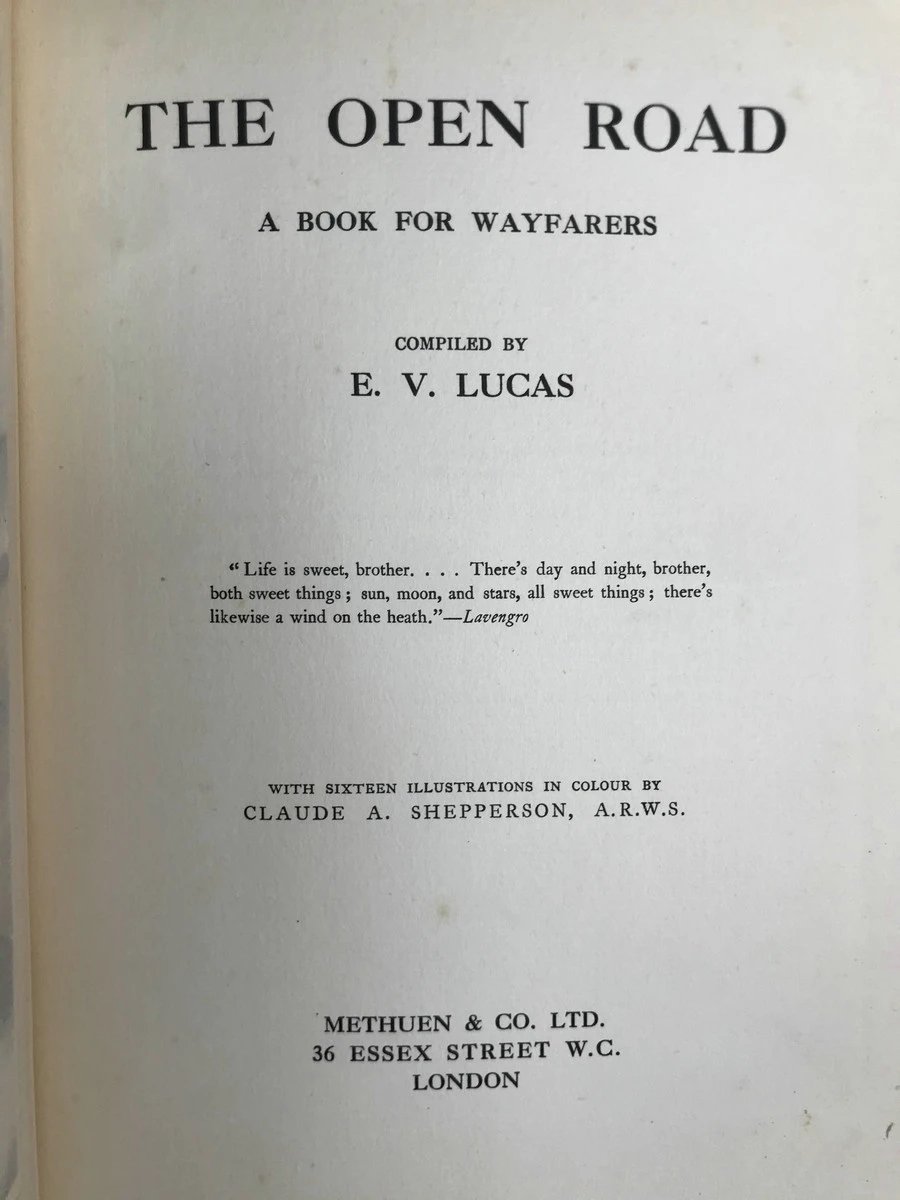 THE OPEN ROAD
A BOOK FOR WAYFARERS
COMPILED BY
E. V. LUCAS
“Life is sweet, brother. . . . There's day and night, brother,
both sweet things; sun, moon, and stars, all sweet things; there's
likewise a wind on the heath.”—Lavengro
WITH SIXTEEN ILLUSTRATIONS IN COLOUR BY
CLAUDE A. SHEPPERSON, A.R.W.S.
METHUEN & CO. LTD.
36 ESSEX STREET W.C.
LONDON